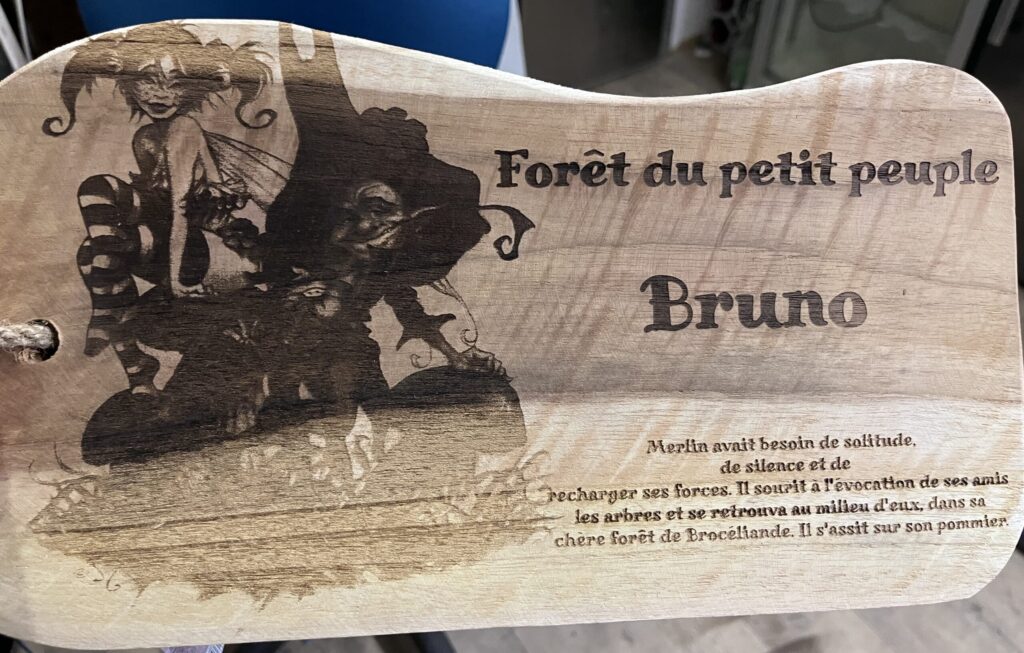 Forêt du petit peuple
Bruno
Merlin avait besoin de solitude,
de silence et de
recharger ses forces. Il sourit à l'évocation de ses amis
les arbres et se retrouva au milieu d'eux, dans sa
chère forêt de Brocéliande. Il s'assit sur son pommier.